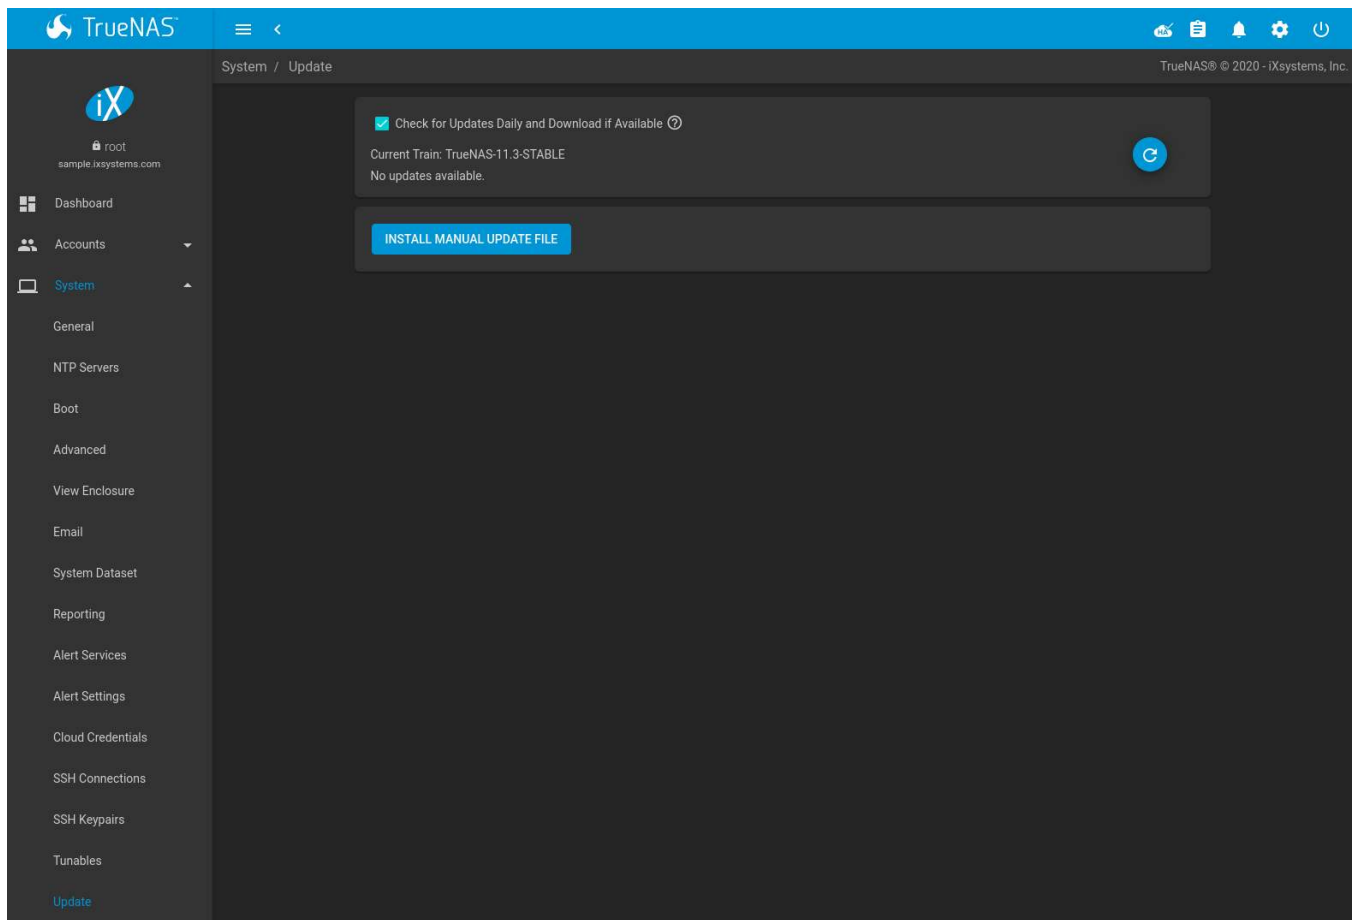 TrueNAS™
System / Update
TrueNAS® © 2020 - iXsystems, Inc.
iX
root
sample.ixsystems.com
Dashboard
Accounts
System
General
NTP Servers
Boot
Advanced
View Enclosure
Email
System Dataset
Reporting
Alert Services
Alert Settings
Cloud Credentials
SSH Connections
SSH Keypairs
Tunables
Update
HA
Check for Updates Daily and Download if Available
Current Train: TrueNAS-11.3-STABLE
No updates available.
INSTALL MANUAL UPDATE FILE